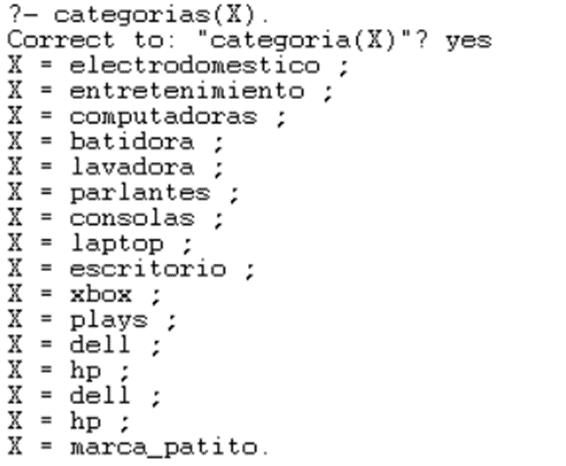 ?- categorias(X).
Correct to: "categoria(X)"? yes
X = electrodomestico ;
X = entretenimiento ;
X = computadoras ;
X = batidora ;
X = lavadora ;
X = parlantes ;
X = consolas ;
X = laptop ;
X = escritorio ;
X = xbox ;
X = plays ;
X = dell ;
X = hp ;
X = dell ;
X = hp ;
X = marca_patito.